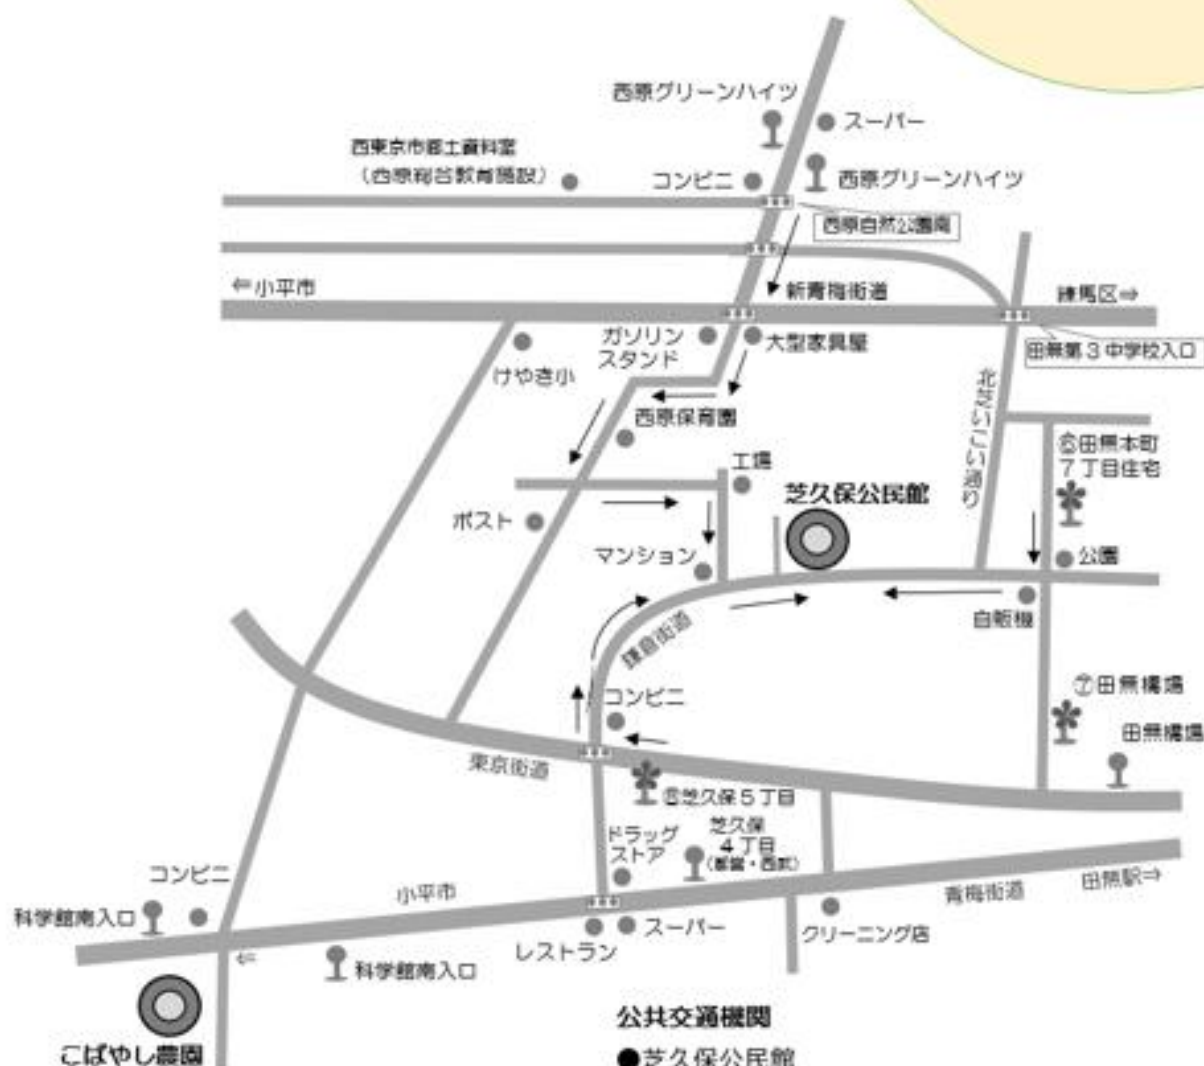 西原グリーンハイツ
スーパー
西東京市郷土資料室
(西原総合教育施設)
コンビニ
西原グリーンハイツ
西原自然公園南
⇐小平市
新青梅街道
練馬区⇒
ガソリン
スタンド
大型家具屋
田無第3中学校入口
けやき小
北芝いこい通り
西原保育園
⑥田無本町
7丁目住宅
工場
芝久保公民館
ポスト
マンション
公園
自販機
鎌倉街道
コンビニ
⑦田無橋場
田無橋場
東京街道
芝久保5丁目
ドラッグ
ストア
芝久保
4丁目
(都営・西武)
コンビニ
小平市
青梅街道
田無駅⇒
科学館南入口
スーパー
レストラン
クリーニング店
⇐
科学館南入口
こばやし農園
公共交通機関
●芝久保公民館